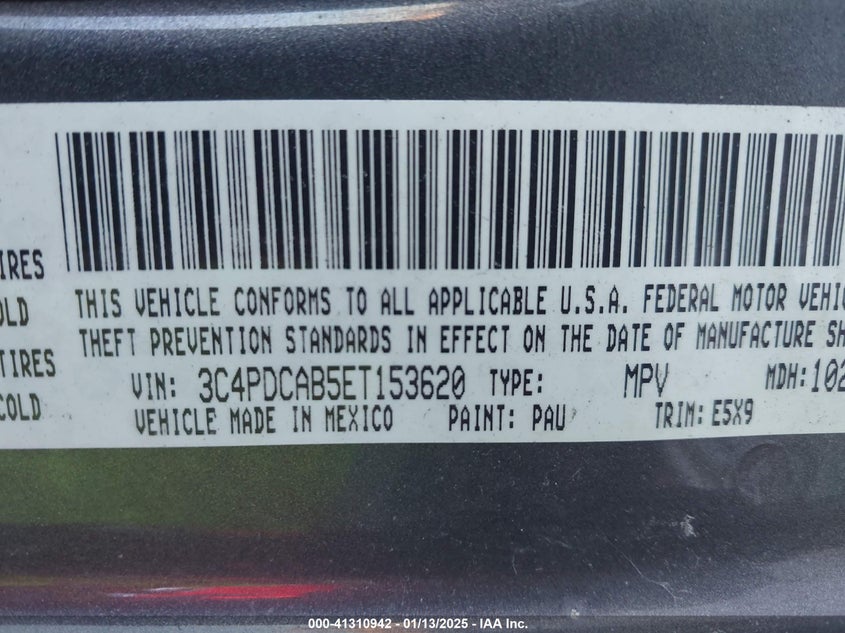 IRES
OLD
TIRES
COLD
THIS VEHICLE CONFORMS TO ALL APPLICABLE U.S.A. FEDERAL MOTOR VEHIC
THEFT PREVENTION STANDARDS IN EFFECT ON THE DATE OF MANUFACTURE SH
VIN: 3C4PDCAB5ET153620 TYPE: MPV MDH: 102
VEHICLE MADE IN MEXICO PAINT: PAU TRIM: E5X9
000-41310942 - 01/13/2025 - IAA Inc.